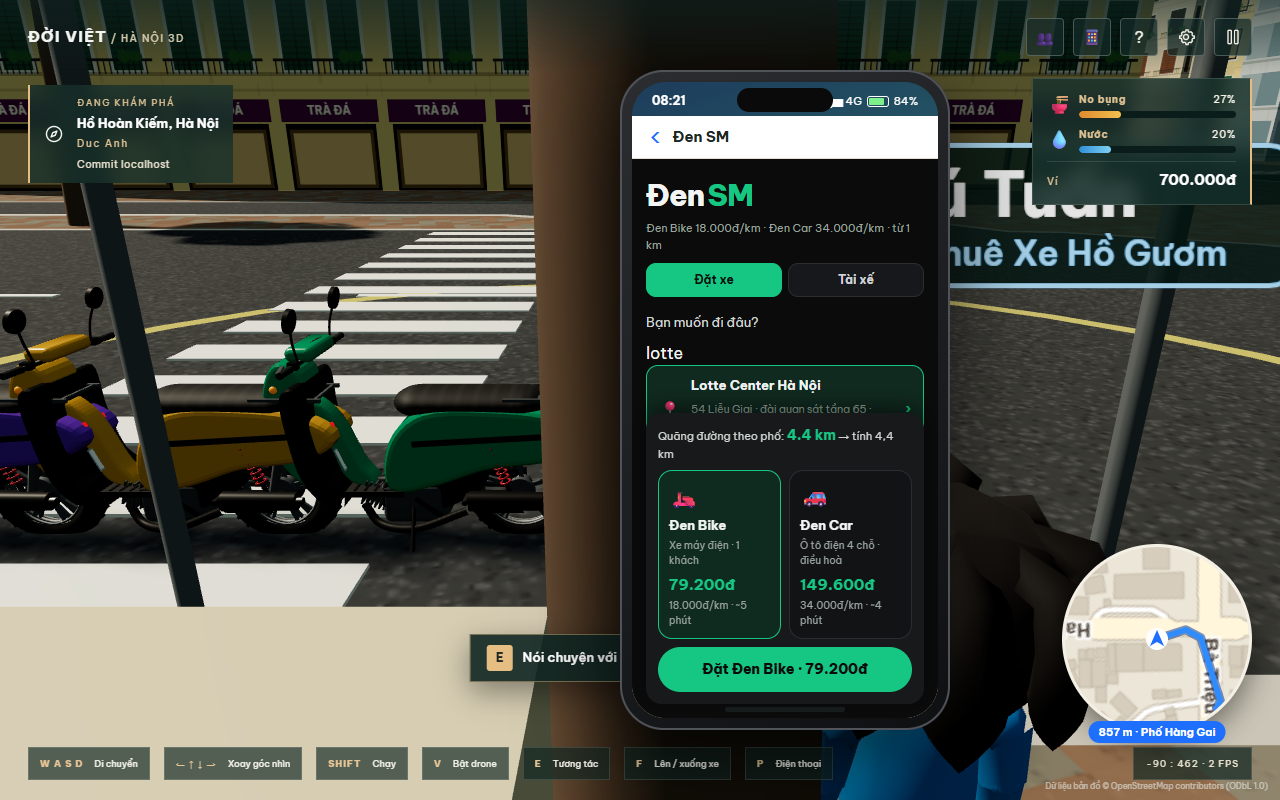 ĐỜI VIỆT / HÀ NỘI 3D
?
ĐANG KHÁM PHÁ
Hồ Hoàn Kiếm, Hà Nội
Duc Anh
Commit localhost
TRÀ ĐÁ
TRÀ ĐÁ
TRÀ ĐÁ
TRÀ ĐÁ
No bụng 27%
Nước 20%
Ví 700.000đ
ú Tuấn
huê Xe Hồ Gươm
08:21
4G 84%
Đen SM
Đen SM
Đen Bike 18.000đ/km · Đen Car 34.000đ/km · từ 1
km
Đặt xe
Tài xế
Bạn muốn đi đâu?
lotte
Lotte Center Hà Nội
54 Liễu Giai · đài quan sát tầng 65 ·
Quãng đường theo phố: 4.4 km → tính 4,4
km
Đen Bike
Xe máy điện · 1
khách
79.200đ
18.000đ/km · ~5
phút
Đen Car
Ô tô điện 4 chỗ ·
điều hoà
149.600đ
34.000đ/km · ~4
phút
Đặt Đen Bike · 79.200đ
E Nói chuyện với
857 m · Phố Hàng Gai
W A S D Di chuyển
←↑↓→ Xoay góc nhìn
SHIFT Chạy
V Bật drone
E Tương tác
F Lên / xuống xe
P Điện thoại
-90 : 462 · 2 FPS
Dữ liệu bản đồ © OpenStreetMap contributors (ODbL 1.0)